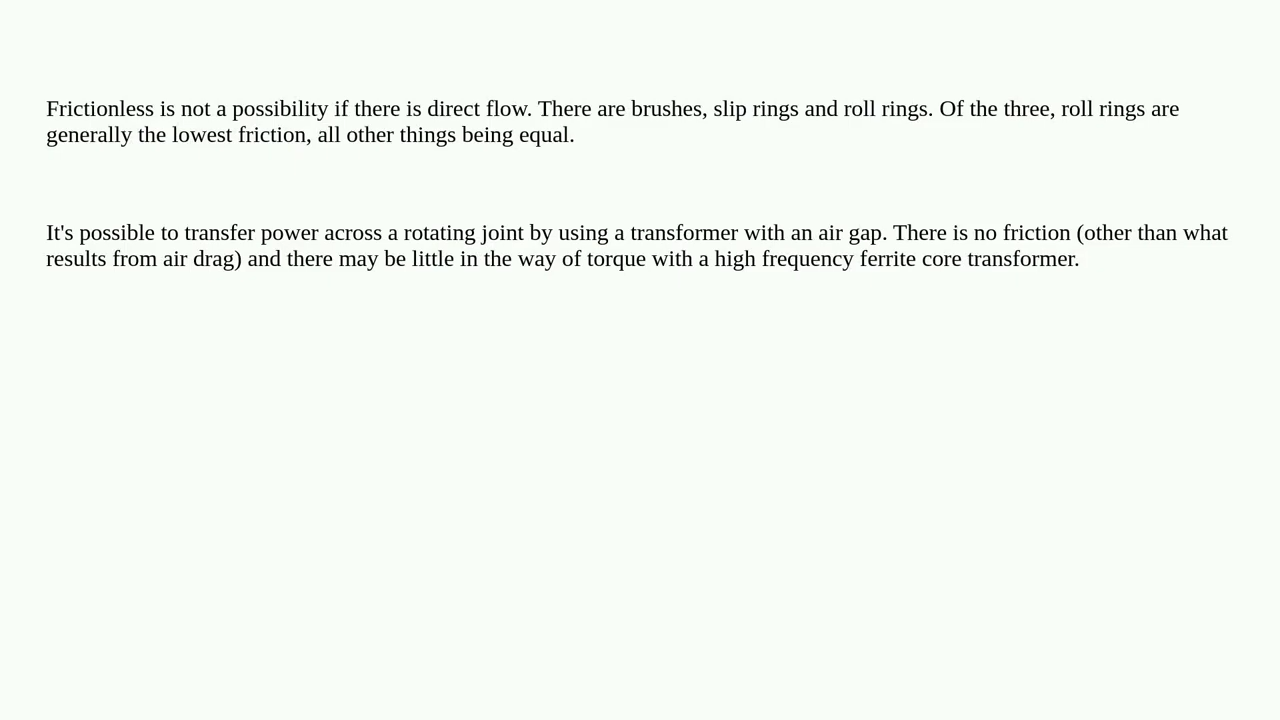 Frictionless is not a possibility if there is direct flow. There are brushes, slip rings and roll rings. Of the three, roll rings are
generally the lowest friction, all other things being equal.
It's possible to transfer power across a rotating joint by using a transformer with an air gap. There is no friction (other than what
results from air drag) and there may be little in the way of torque with a high frequency ferrite core transformer.